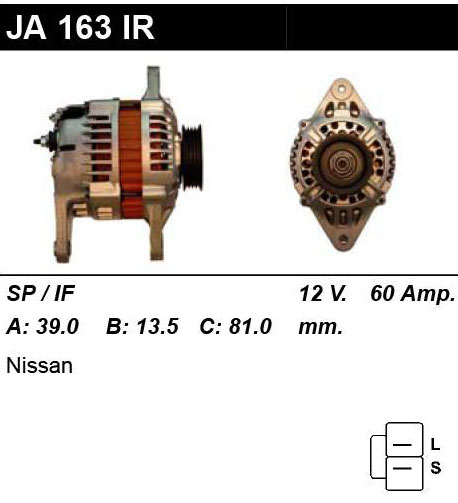 JA 163 IR
SP / IF 12 V. 60 Amp.
A: 39.0 B: 13.5 C: 81.0 mm.
Nissan
L
S